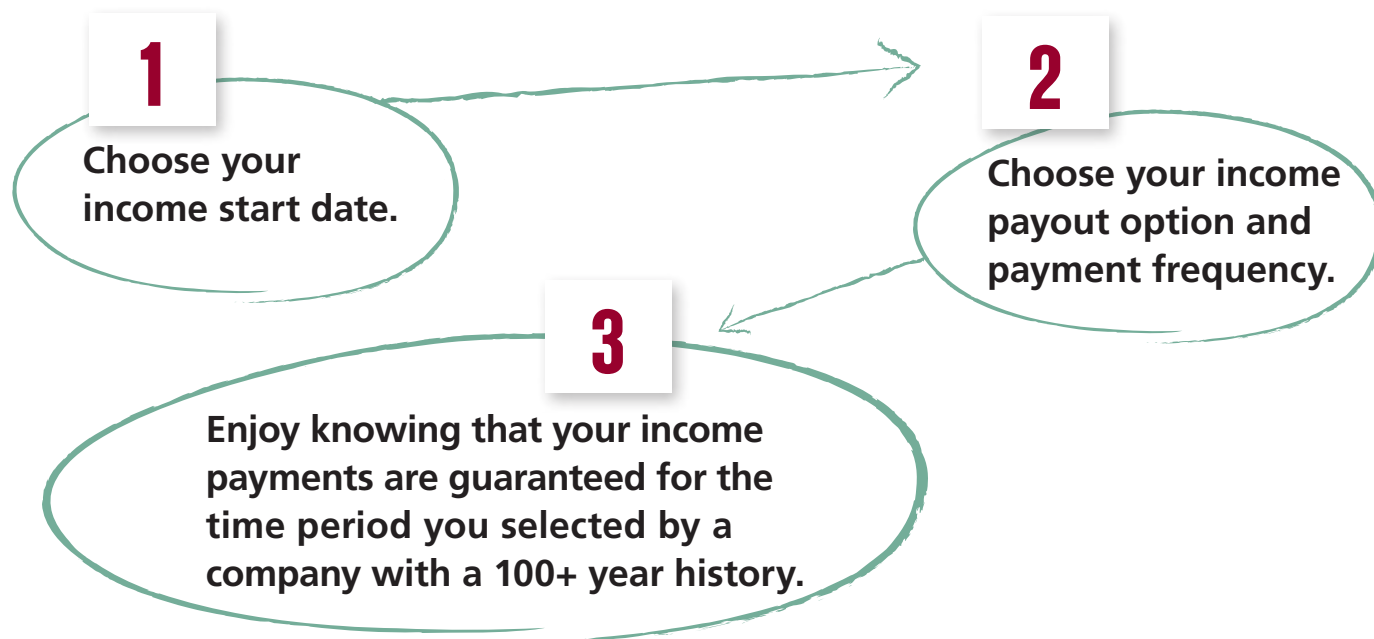 1
Choose your
income start date.
2
Choose your income
payout option and
payment frequency.
3
Enjoy knowing that your income
payments are guaranteed for the
time period you selected by a
company with a 100+ year history.